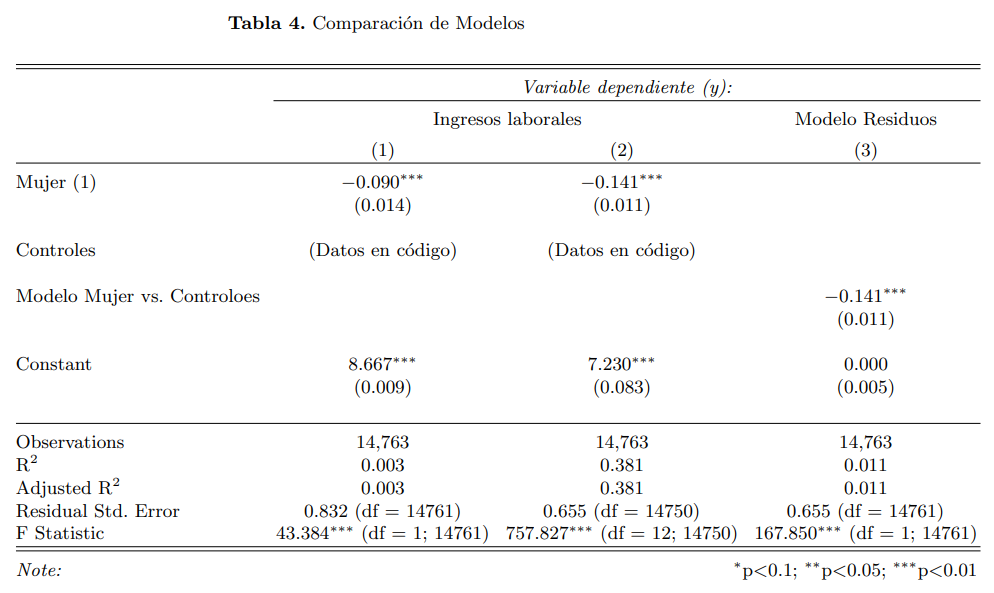 Tabla 4. Comparación de Modelos
Variable dependiente (y):
Ingresos laborales Modelo Residuos
(1) (2) (3)
Mujer (1) −0.090*** −0.141***
(0.014) (0.011)
Controles (Datos en código) (Datos en código)
Modelo Mujer vs. Controloes −0.141***
(0.011)
Constant 8.667*** 7.230*** 0.000
(0.009) (0.083) (0.005)
Observations 14,763 14,763 14,763
R² 0.003 0.381 0.011
Adjusted R² 0.003 0.381 0.011
Residual Std. Error 0.832 (df = 14761) 0.655 (df = 14750) 0.655 (df = 14761)
F Statistic 43.384*** (df = 1; 14761) 757.827*** (df = 12; 14750) 167.850*** (df = 1; 14761)
Note: *p<0.1; **p<0.05; ***p<0.01